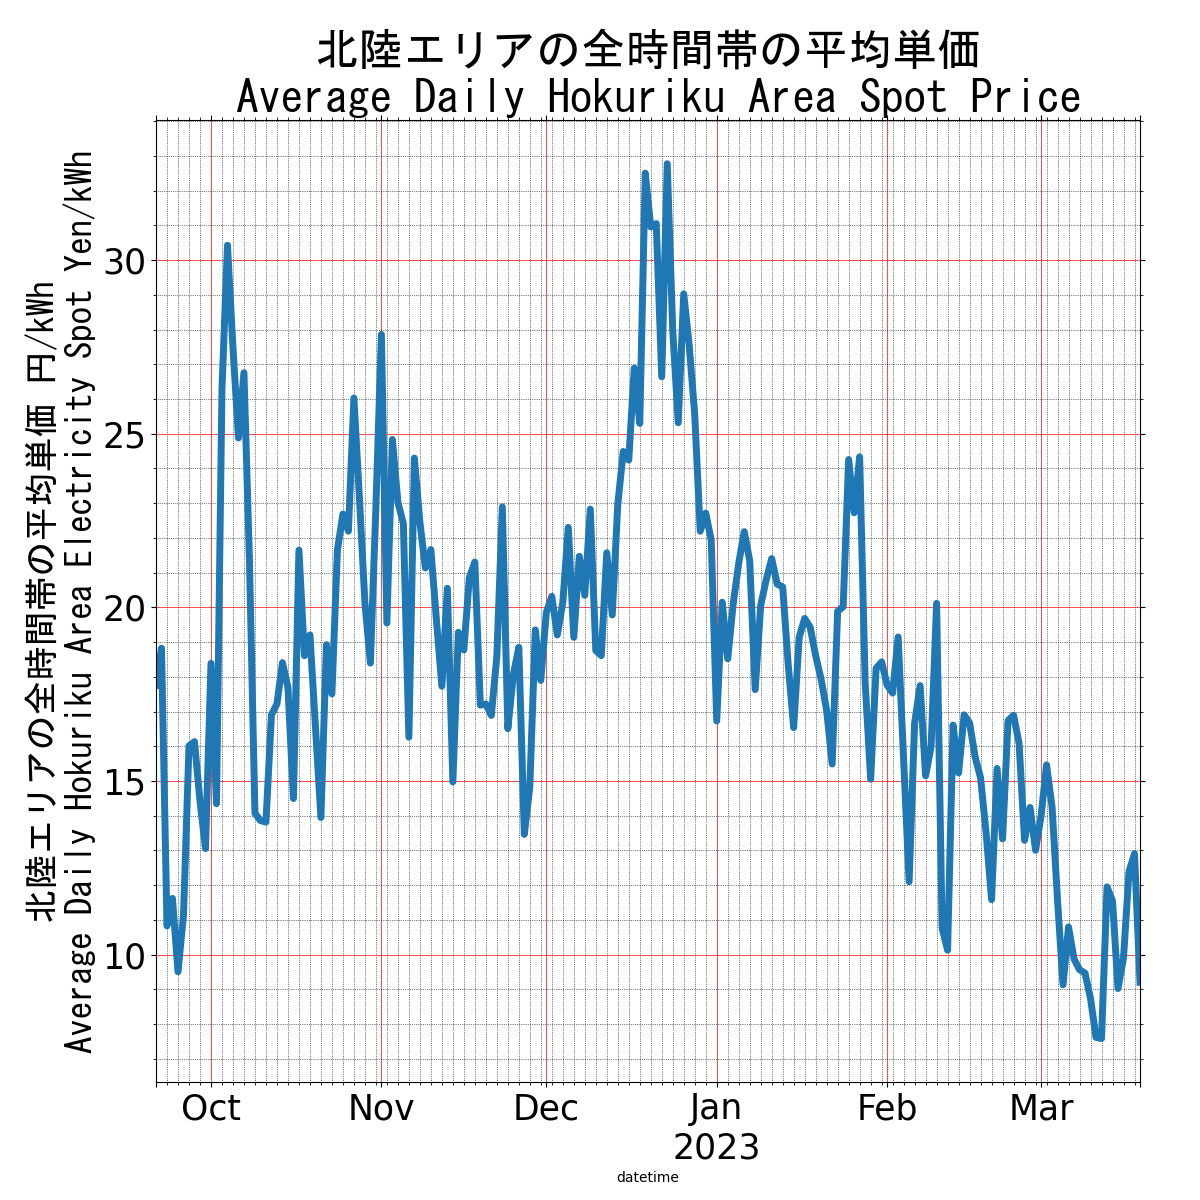 北陸エリアの全時間帯の平均単価
Average Daily Hokuriku Area Spot Price
北陸エリアの全時間帯の平均単価 円/kWh
Average Daily Hokuriku Area Electricity Spot Yen/kWh
30
25
20
15
10
Oct
Nov
Dec
Jan
2023
Feb
Mar
datetime